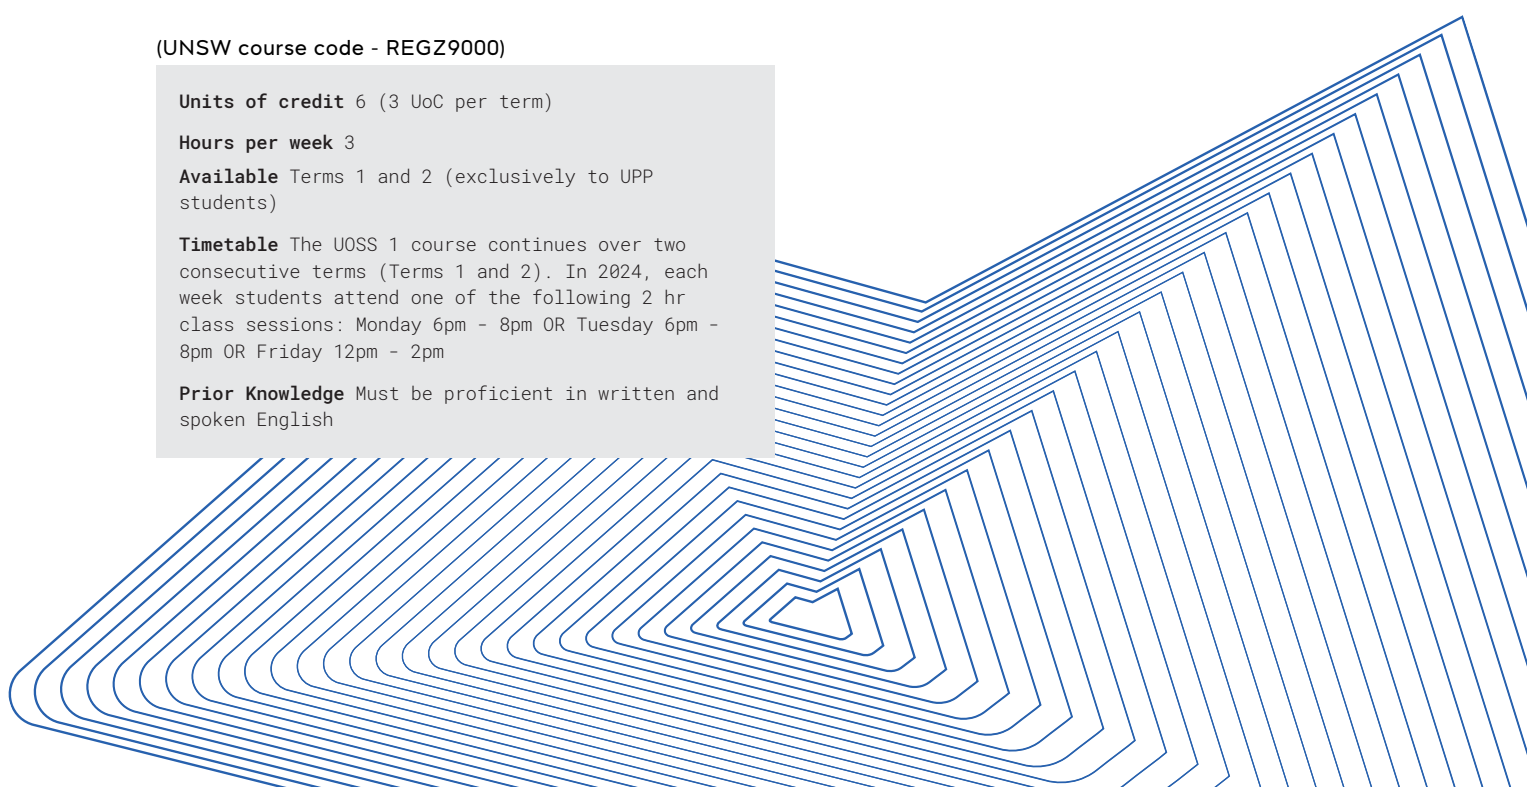 (UNSW course code - REGZ9000)
Units of credit 6 (3 UoC per term)
Hours per week 3
Available Terms 1 and 2 (exclusively to UPP
students)
Timetable The UOSS 1 course continues over two
consecutive terms (Terms 1 and 2). In 2024, each
week students attend one of the following 2 hr
class sessions: Monday 6pm - 8pm OR Tuesday 6pm -
8pm OR Friday 12pm - 2pm
Prior Knowledge Must be proficient in written and
spoken English